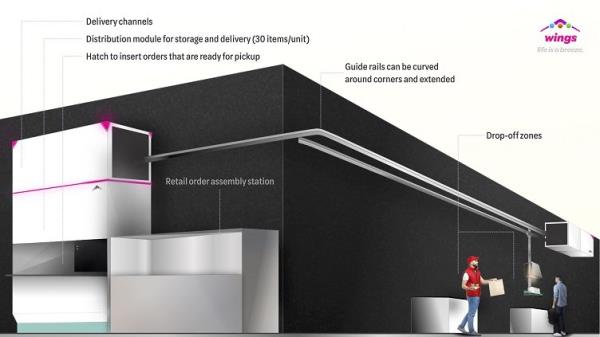 Delivery channels
Distribution module for storage and delivery (30 items/unit)
Hatch to insert orders that are ready for pickup
wings
life is a breeze.
Guide rails can be curved
around corners and extended
Drop-off zones
Retail order assembly station